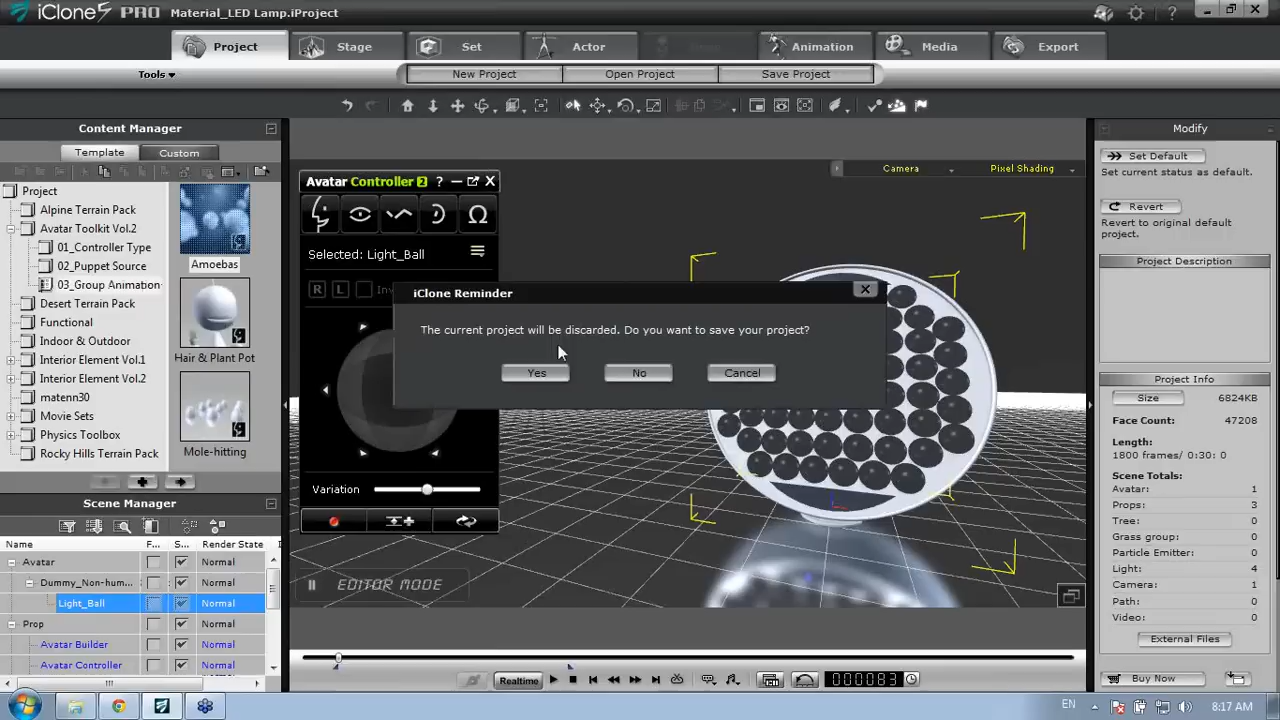 iClone5 PRO
Material_LED Lamp.iProject
Project
Stage
Set
Actor
Animation
Media
Export
Tools
New Project
Open Project
Save Project
Content Manager
Template
Custom
Project
Alpine Terrain Pack
Avatar Toolkit Vol.2
01_Controller Type
02_Puppet Source
03_Group Animation
Desert Terrain Pack
Functional
Indoor & Outdoor
Interior Element Vol.1
Interior Element Vol.2
matenn30
Movie Sets
Physics Toolbox
Rocky Hills Terrain Pack
Amoebas
Hair & Plant Pot
Mole-hitting
Scene Manager
Name F... S... Render State
Avatar Normal
Dummy_Non-hum... Normal
Light_Ball Normal
Prop Normal
Avatar Builder Normal
Avatar Controller Normal
Camera
Pixel Shading
Avatar Controller 2 ?
Selected: Light_Ball
R L Inv
Variation
iClone Reminder
The current project will be discarded. Do you want to save your project?
Yes No Cancel
EDITOR MODE
Realtime
000083
Modify
Set Default
Set current status as default.
Revert
Revert to original default
project.
Project Description
Project Info
Size 6824KB
Face Count: 47208
Length:
1800 frames/ 0:30: 0
Scene Totals:
Avatar: 1
Props: 3
Tree: 0
Grass group: 0
Particle Emitter: 0
Light: 4
Camera: 1
Path: 0
Video: 0
External Files
Buy Now
EN
8:17 AM